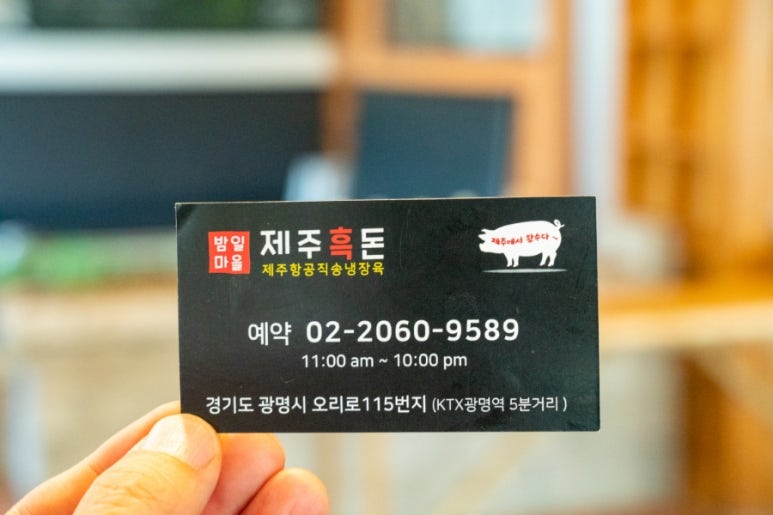 밤일
마을
제주흑돈
제주항공직송냉장육
제주에서 왔수다~
예약 02-2060-9589
11:00 am ~ 10:00 pm
경기도 광명시 오리로115번지 (KTX광명역 5분거리 )